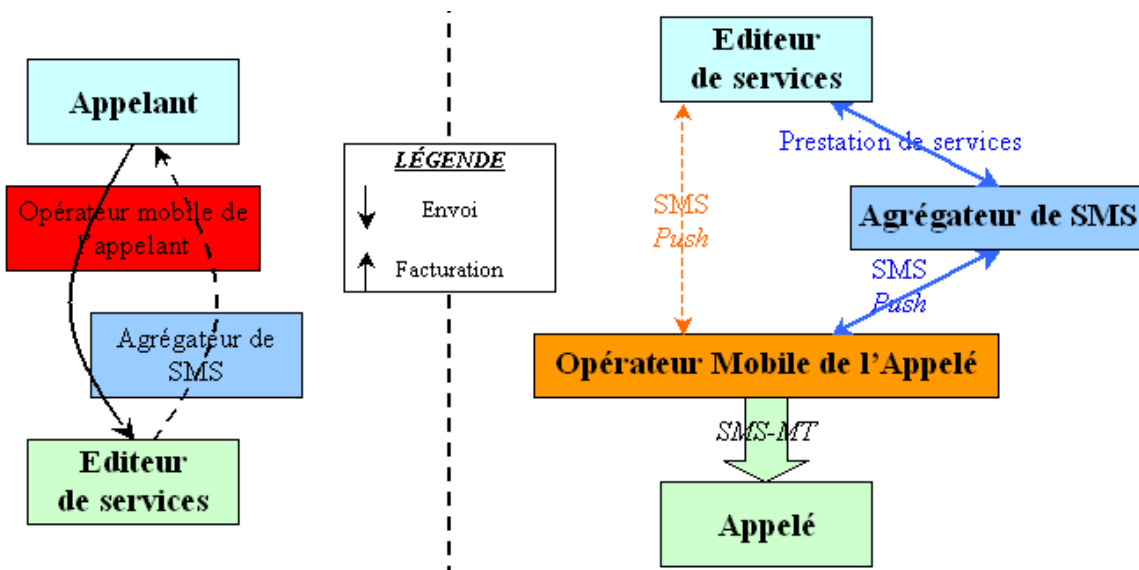 Appelant
Opérateur mobile de
l'appelant
Agrégateur de
SMS
Editeur
de services
LÉGENDE
Envoi
Facturation
Editeur
de services
Prestation de services
SMS
Push
Agrégateur de SMS
SMS
Push
Opérateur Mobile de l'Appelé
SMS-MT
Appelé